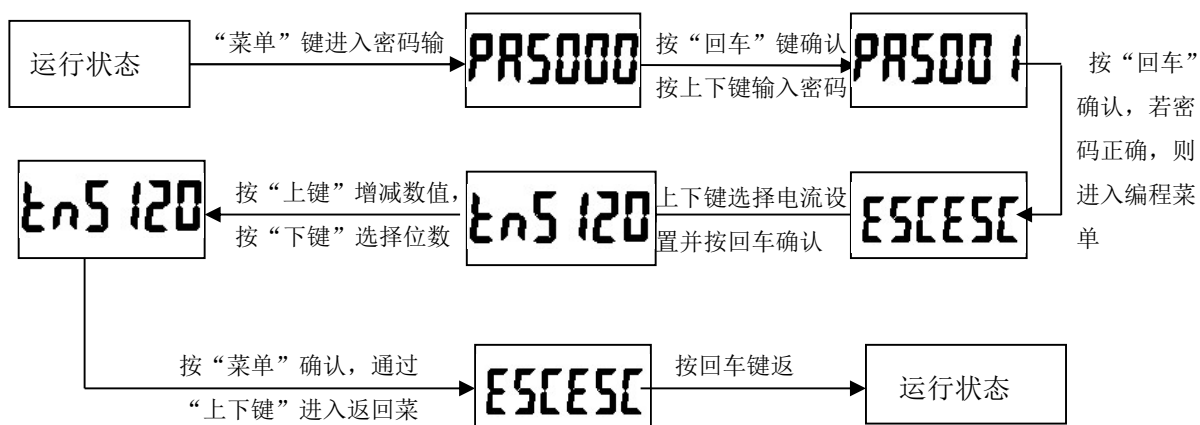 运行状态
“菜单”键进入密码输
PAS000
按“回车”键确认
按上下键输入密码
PAS001
按“回车”
确认，若密
码正确，则
进入编程菜
单
ESCESC
上下键选择电流设
置并按回车确认
tnS120
按“上键”增减数值，
按“下键”选择位数
tnS120
按“菜单”确认，通过
“上下键”进入返回菜
ESCESC
按回车键返
运行状态